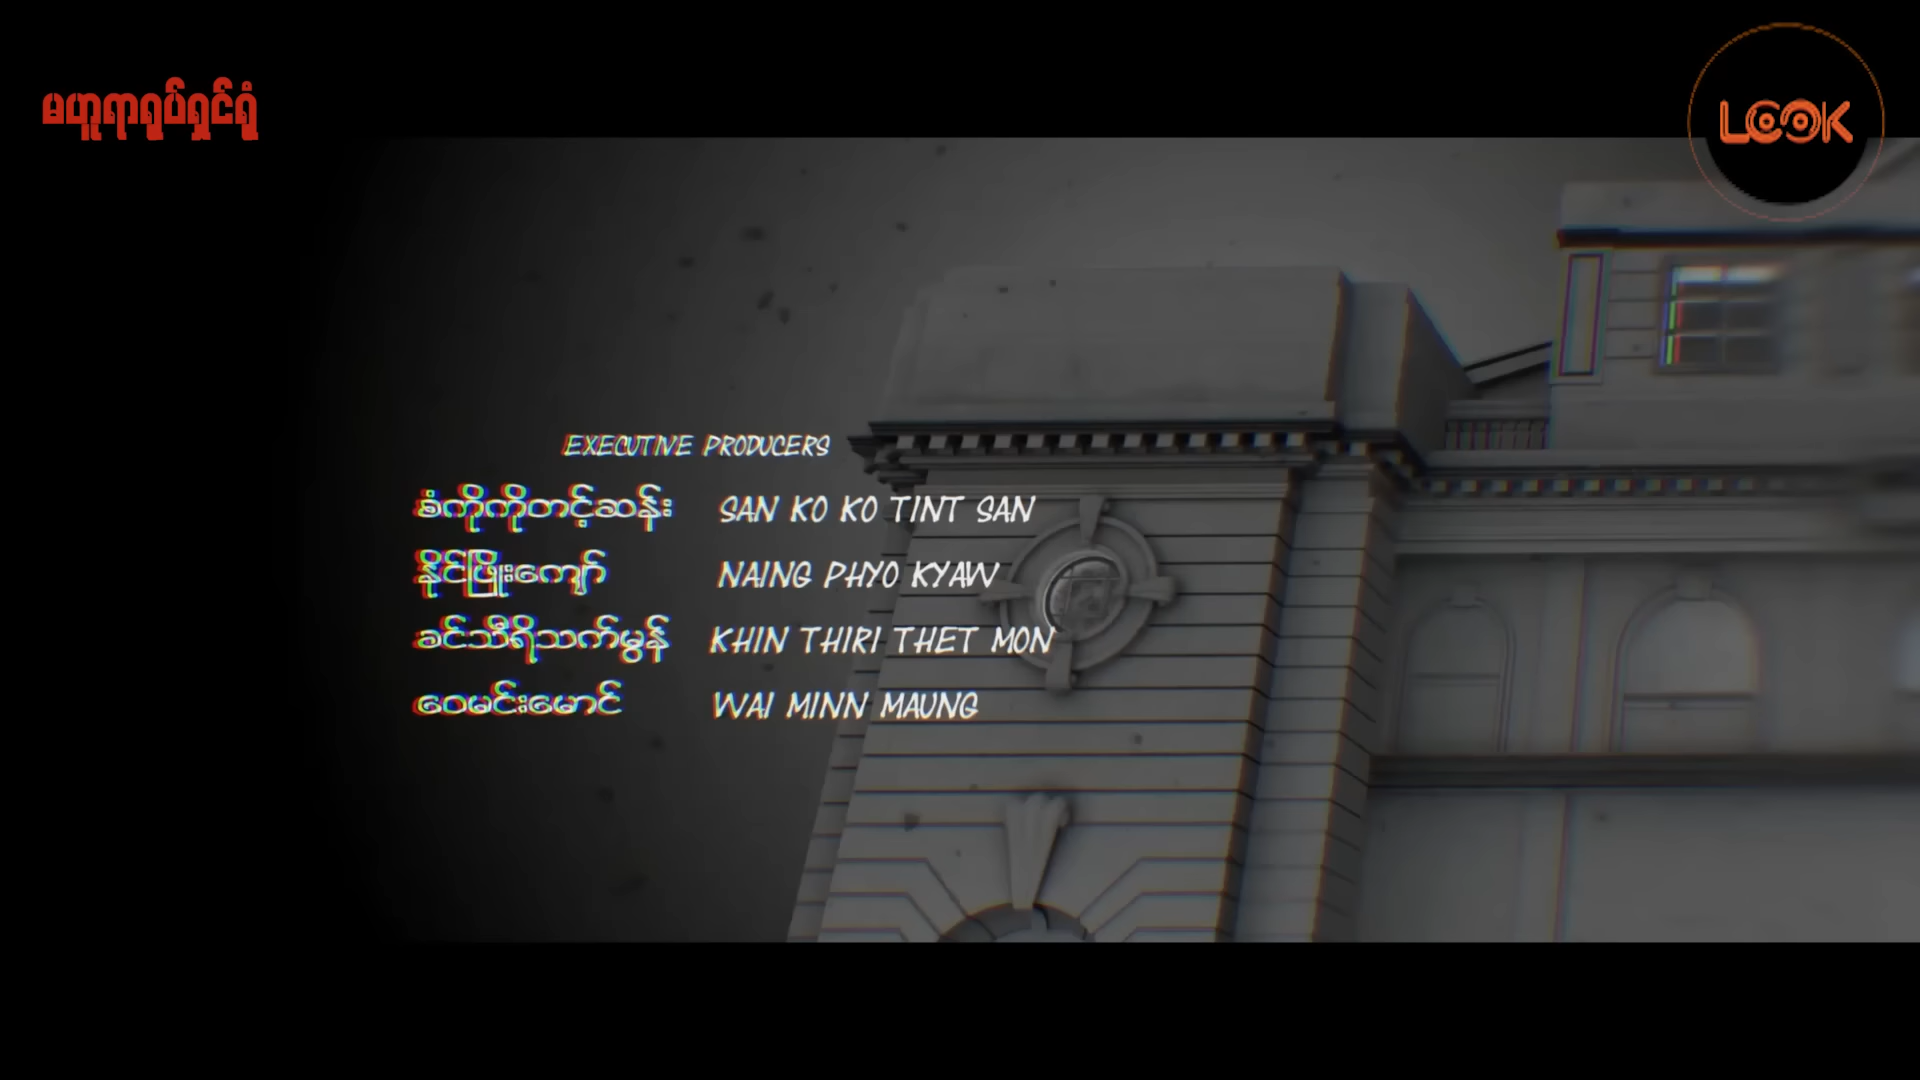 မဟူရာရုပ်ရှင်ရုံ
LOOK
EXECUTIVE PRODUCERS
စံကိုကိုတင့်ဆန်း SAN KO KO TINT SAN
နိုင်ဖြိုးကျော် NAING PHYO KYAW
ခင်သီရိသက်မွန် KHIN THIRI THET MON
ဝေမင်းမောင် WAI MINN MAUNG